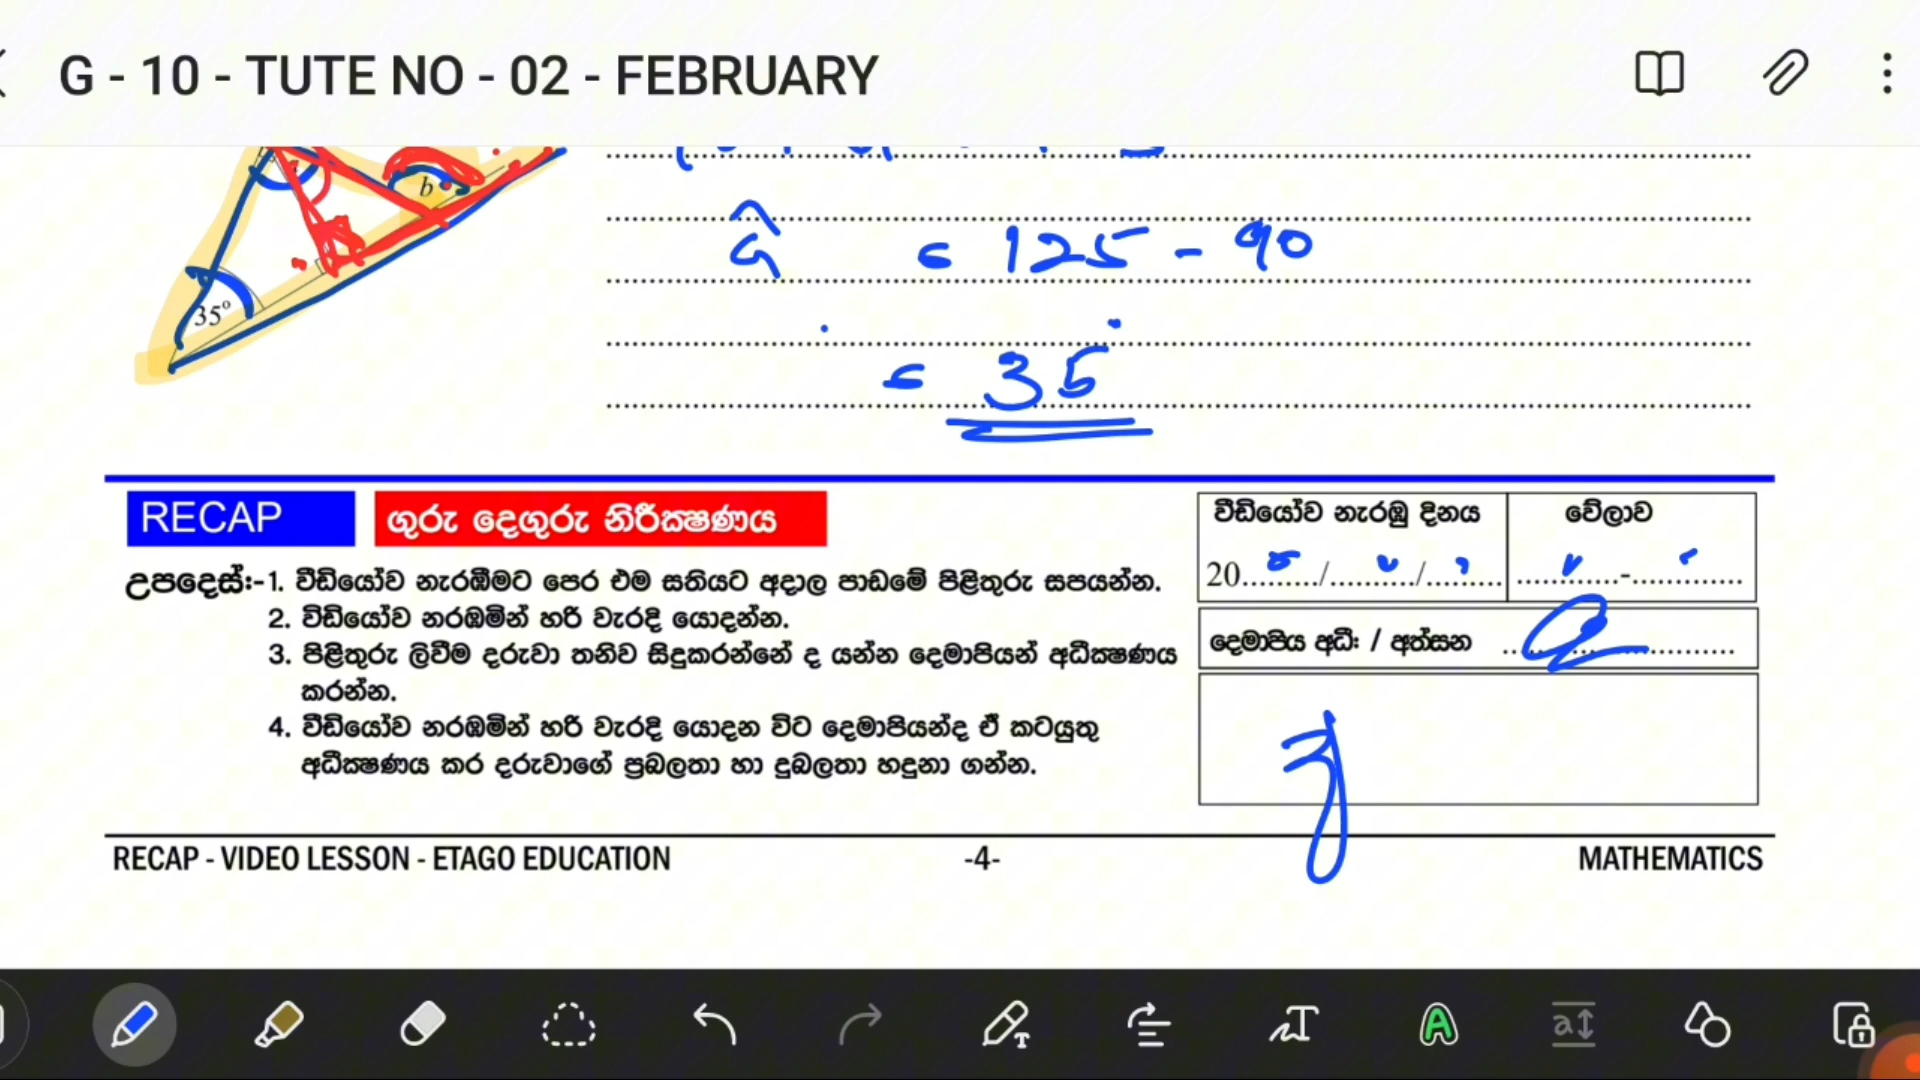 G - 10 - TUTE NO - 02 - FEBRUARY
b
35°
= 125 - 90
= 35
RECAP
ගුරු දෙගුරු නිරීක්‍ෂණය
වීඩියෝව නැරඹු දිනය
වේලාව
20......../......../........
............-............
උපදෙස්:-1. වීඩියෝව නැරඹීමට පෙර එම සතියට අදාල පාඩමේ පිළිතුරු සපයන්න.
2. විඩියෝව නරඹමින් හරි වැරදි යොදන්න.
3. පිළිතුරු ලිවීම දරුවා තනිව සිදුකරන්නේ ද යන්න දෙමාපියන් අධීක්‍ෂණය
කරන්න.
4. වීඩියෝව නරඹමින් හරි වැරදි යොදන විට දෙමාපියන්ද ඒ කටයුතු
අධීක්‍ෂණය කර දරුවාගේ ප්‍රබලතා හා දුබලතා හදුනා ගන්න.
දෙමාපිය අධී: / අත්සන
RECAP - VIDEO LESSON - ETAGO EDUCATION
-4-
MATHEMATICS